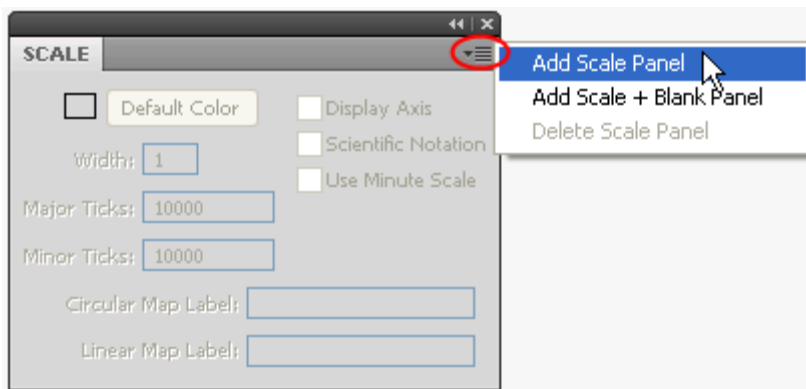 SCALE
Add Scale Panel
Add Scale + Blank Panel
Delete Scale Panel
Default Color
Display Axis
Scientific Notation
Use Minute Scale
Width: 1
Major Ticks: 10000
Minor Ticks: 10000
Circular Map Label:
Linear Map Label: